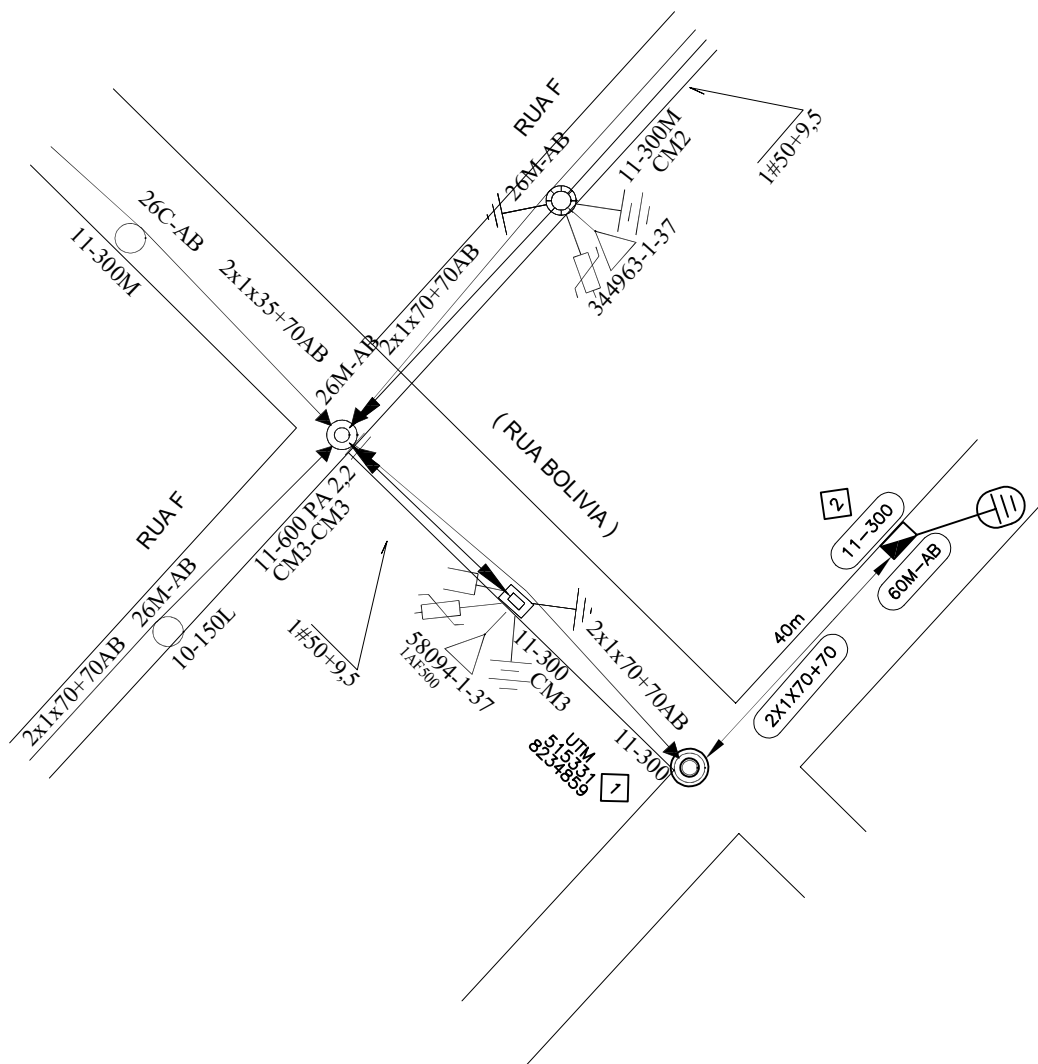 RUA F
26M-AB
11-300M
CM2
1#50+9,5
26C-AB
11-300M
2x1x35+70AB
2x1x70+70AB
344963-1-37
26M-AB
( RUA BOLIVIA )
RUA F
11-600 PA 2,2
CM3-CM3
2
11-300
60M-AB
26M-AB
10-150L
2x1x70+70AB
1#50+9,5
58094-1-37
1AF500
11-300
CM3
2x1x70+70AB
40m
2X1X70+70
11-300
UTM
515331
8234859
1